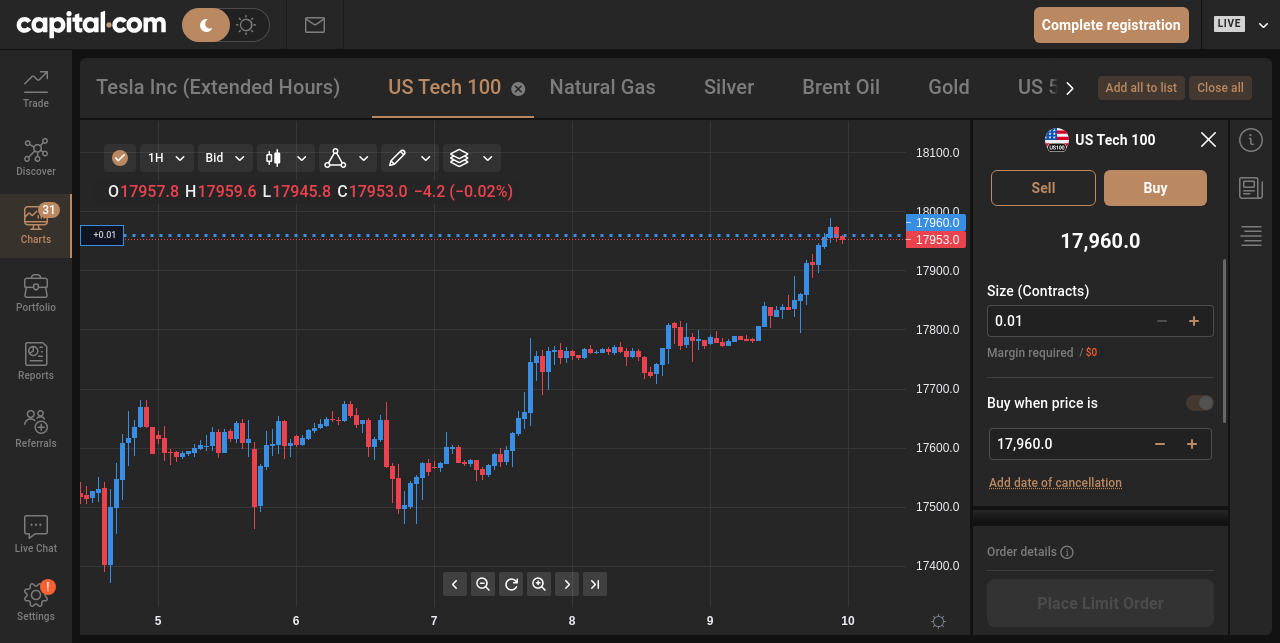 capital.com
Complete registration
LIVE
Trade
Discover
31
Charts
Portfolio
Reports
Referrals
Live Chat
!
Settings
Tesla Inc (Extended Hours)
US Tech 100
Natural Gas
Silver
Brent Oil
Gold
US 5
Add all to list
Close all
1H
Bid
O17957.8 H17959.6 L17945.8 C17953.0 −4.2 (−0.02%)
+0.01
18100.0
18000.0
17960.0
17953.0
17900.0
17800.0
17700.0
17600.0
17500.0
17400.0
5 6 7 8 9 10
US100
US Tech 100
Sell
Buy
17,960.0
Size (Contracts)
0.01
Margin required / $0
Buy when price is
17,960.0
Add date of cancellation
Order details
Place Limit Order